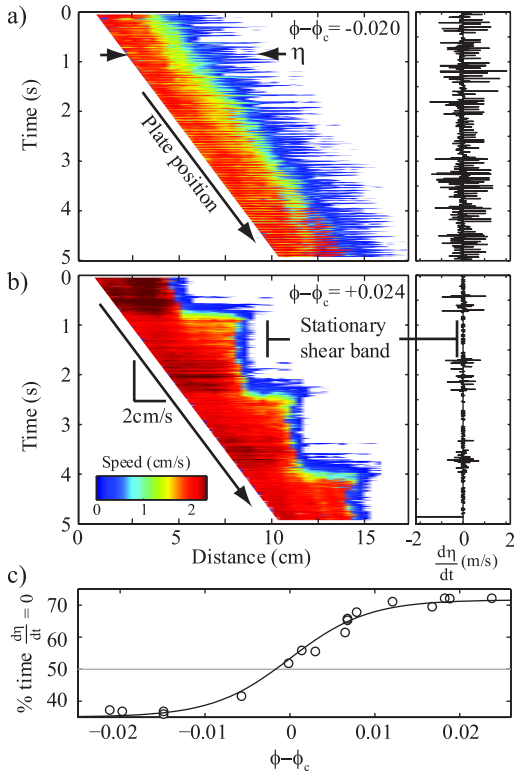 a)
Time (s)
0
1
2
3
4
5
ϕ−ϕc= -0.020
η
Plate position
b)
Time (s)
0
1
2
3
4
5
ϕ−ϕc= +0.024
Stationary
shear band
2cm/s
Speed (cm/s)
0 1 2
0 5 10 15
Distance (cm)
-2 0 2
dη/dt (m/s)
c)
% time dη/dt = 0
70
60
50
40
−0.02 −0.01 0 0.01 0.02
ϕ−ϕc